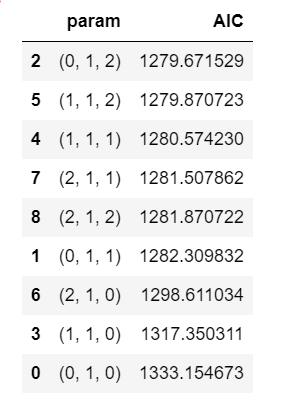 param AIC
2 (0, 1, 2) 1279.671529
5 (1, 1, 2) 1279.870723
4 (1, 1, 1) 1280.574230
7 (2, 1, 1) 1281.507862
8 (2, 1, 2) 1281.870722
1 (0, 1, 1) 1282.309832
6 (2, 1, 0) 1298.611034
3 (1, 1, 0) 1317.350311
0 (0, 1, 0) 1333.154673